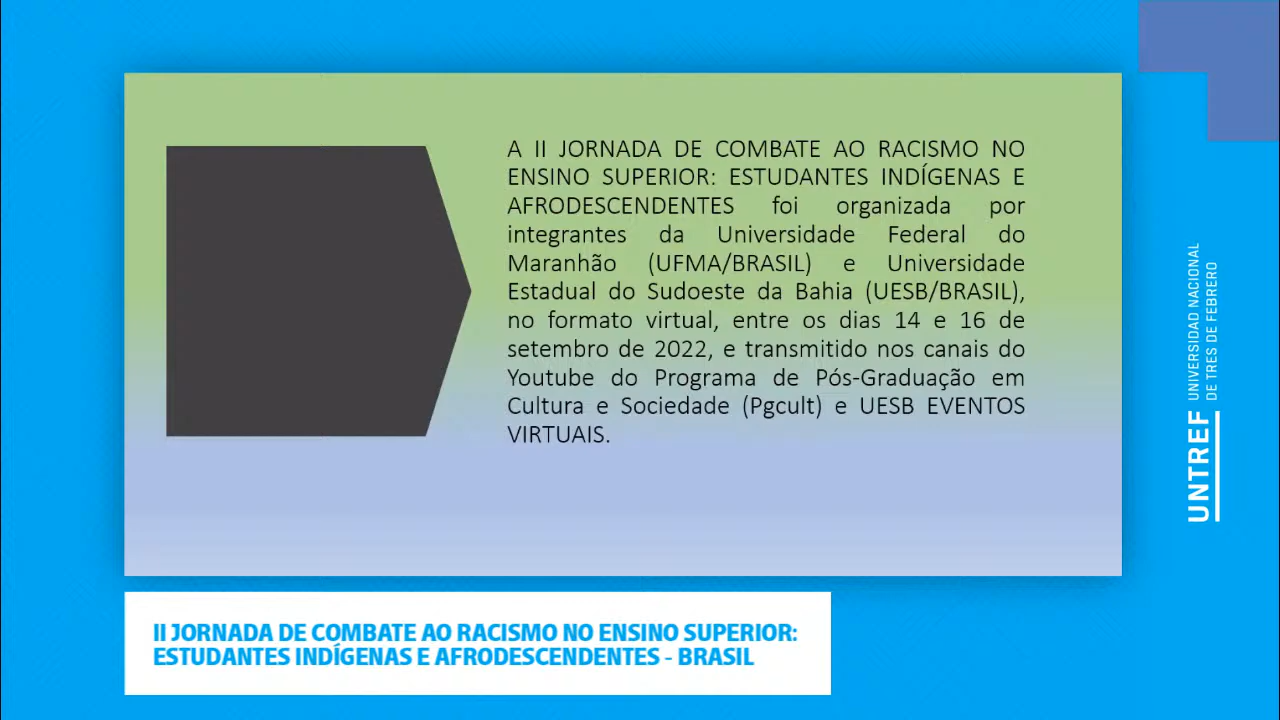 A II JORNADA DE COMBATE AO RACISMO NO
ENSINO SUPERIOR: ESTUDANTES INDÍGENAS E
AFRODESCENDENTES foi organizada por
integrantes da Universidade Federal do
Maranhão (UFMA/BRASIL) e Universidade
Estadual do Sudoeste da Bahia (UESB/BRASIL),
no formato virtual, entre os dias 14 e 16 de
setembro de 2022, e transmitido nos canais do
Youtube do Programa de Pós-Graduação em
Cultura e Sociedade (Pgcult) e UESB EVENTOS
VIRTUAIS.
II JORNADA DE COMBATE AO RACISMO NO ENSINO SUPERIOR:
ESTUDANTES INDÍGENAS E AFRODESCENDENTES - BRASIL
UNTREF
UNIVERSIDAD NACIONAL
DE TRES DE FEBRERO